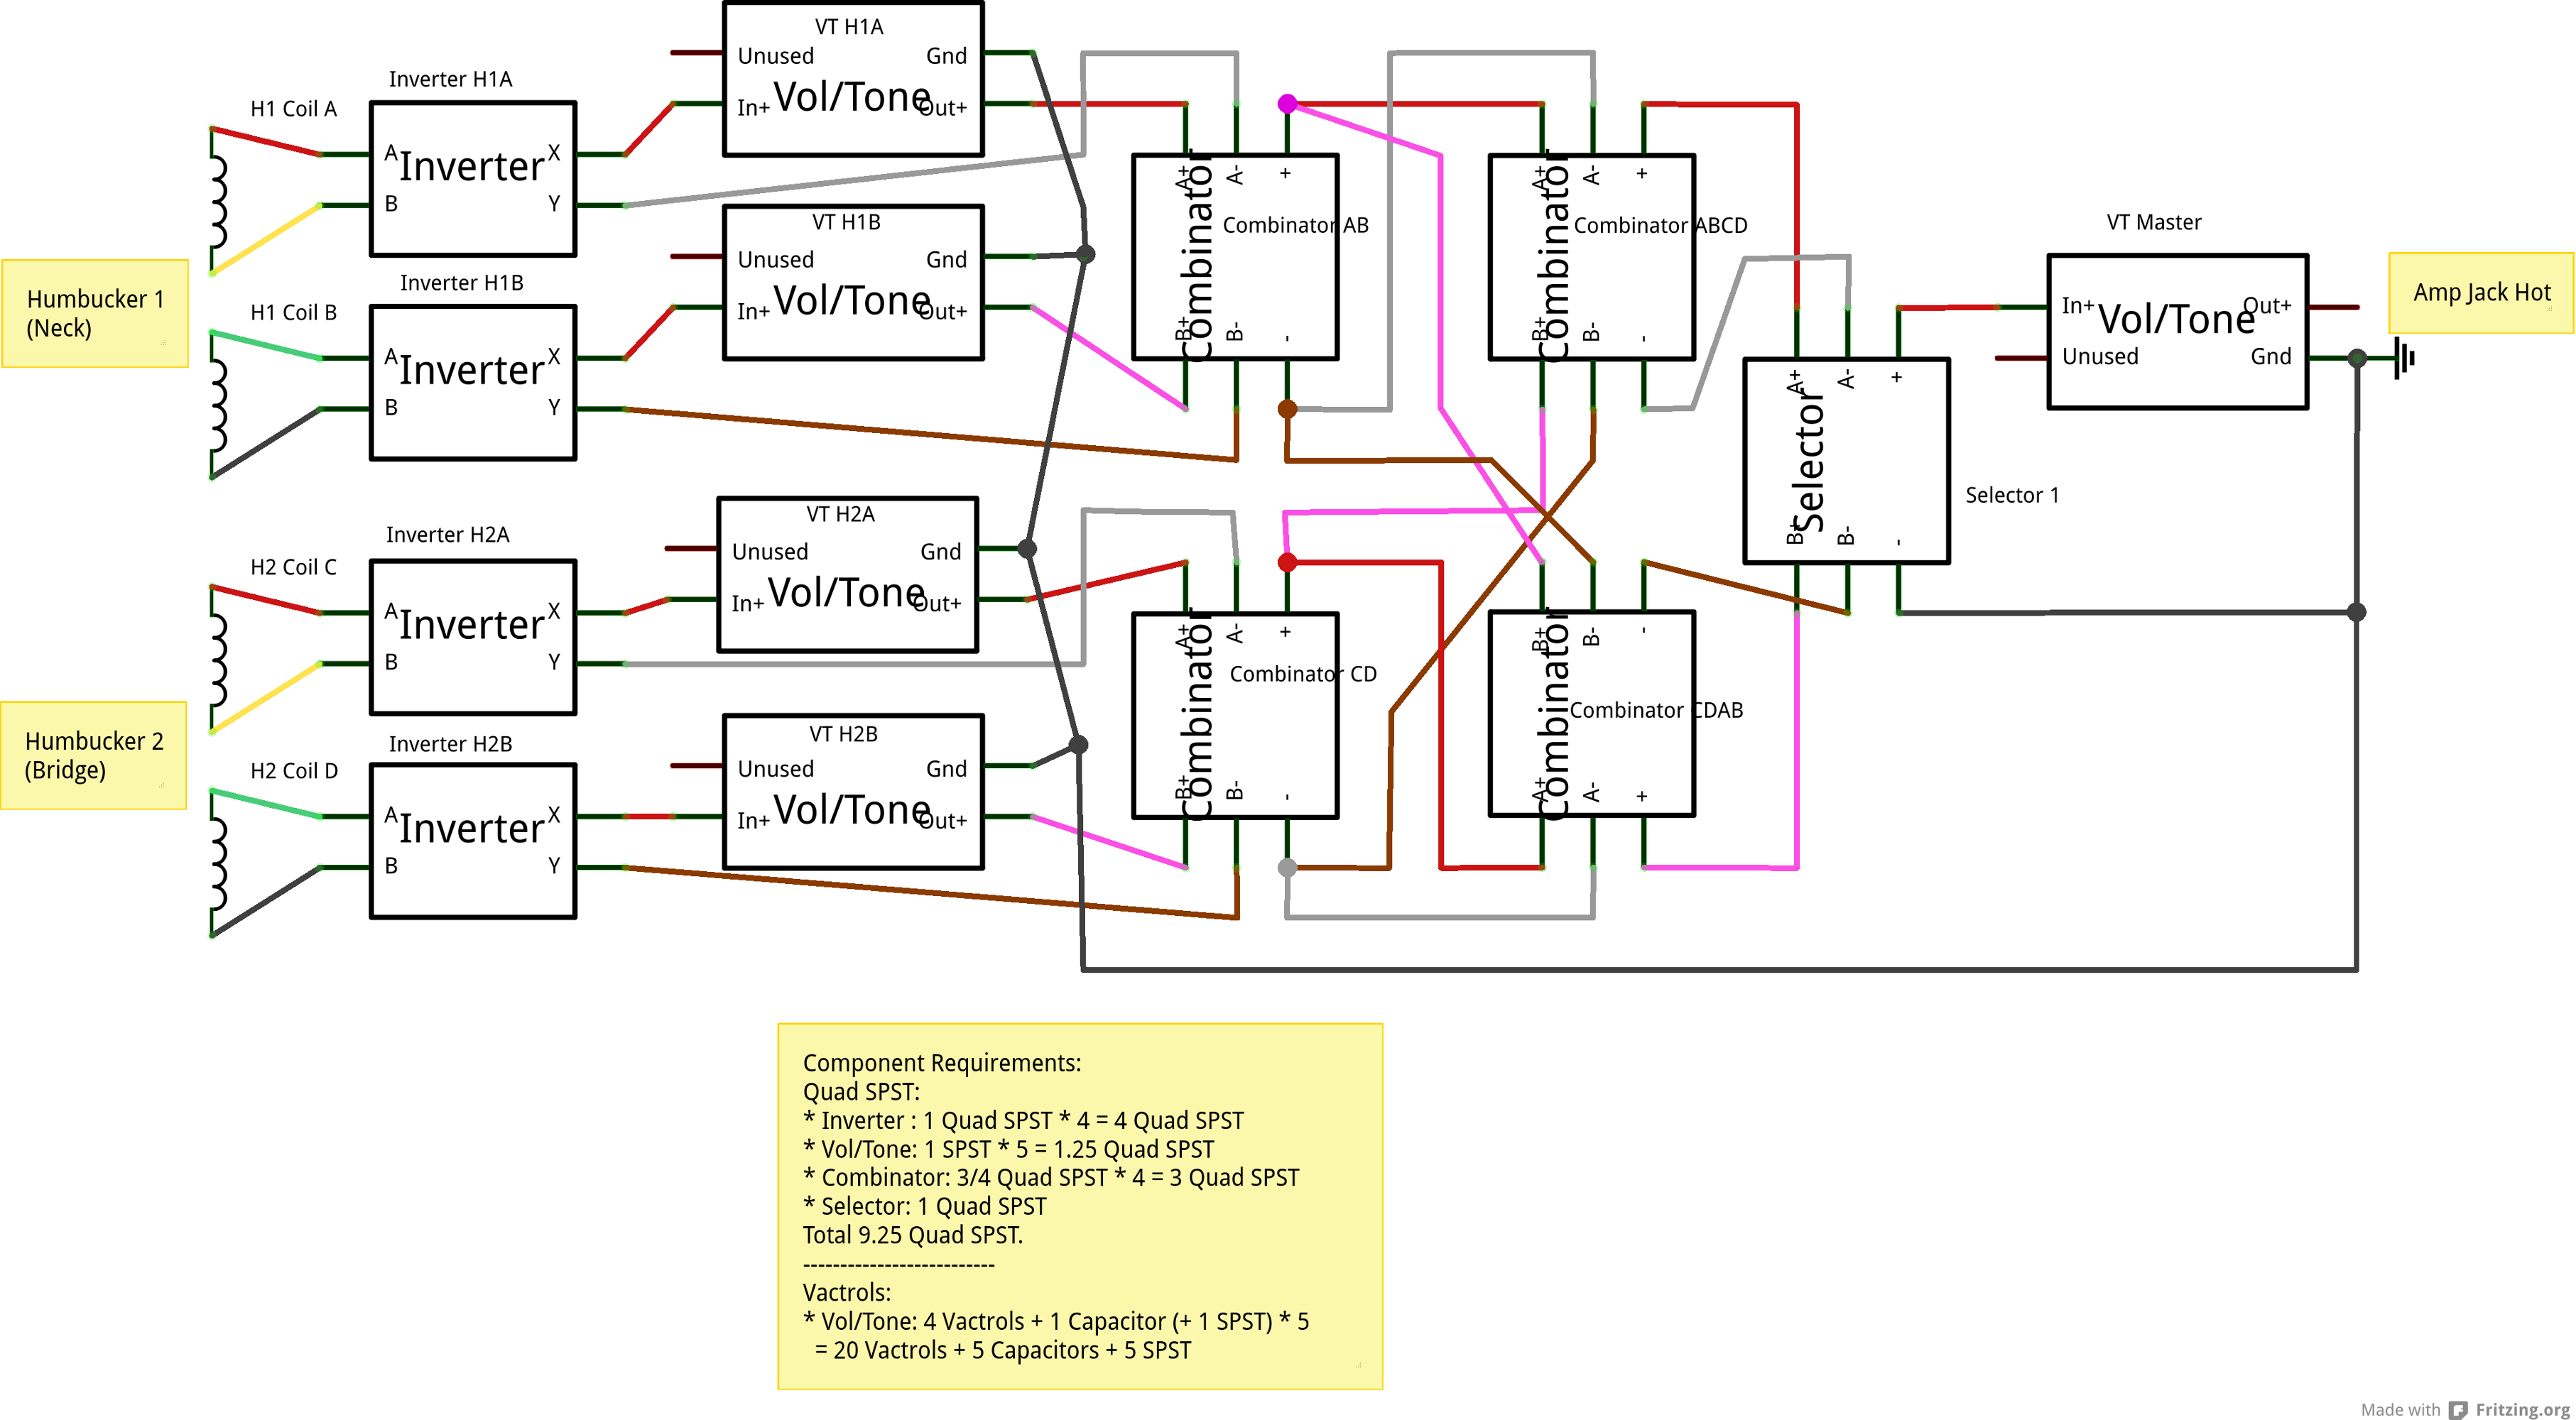 VT H1A
Unused
Gnd
In+
Vol/Tone
Out+
Inverter H1A
H1 Coil A
A
X
Inverter
B
Y
VT H1B
Unused
Gnd
In+
Vol/Tone
Out+
Humbucker 1
(Neck)
Inverter H1B
H1 Coil B
A
X
Inverter
B
Y
A+
A-
+
Combinator
Combinator AB
B+
B-
-
A+
A-
+
Combinator
Combinator ABCD
B+
B-
-
VT Master
In+
Out+
Vol/Tone
Unused
Gnd
Amp Jack Hot
A+
A-
+
Selector
Selector 1
B+
B-
-
VT H2A
Unused
Gnd
In+
Vol/Tone
Out+
Inverter H2A
H2 Coil C
A
X
Inverter
B
Y
Humbucker 2
(Bridge)
VT H2B
Unused
Gnd
In+
Vol/Tone
Out+
Inverter H2B
H2 Coil D
A
X
Inverter
B
Y
A+
A-
+
Combinator
Combinator CD
B+
B-
-
B+
B-
-
Combinator
Combinator CDAB
A+
A-
+
Component Requirements:
Quad SPST:
* Inverter : 1 Quad SPST * 4 = 4 Quad SPST
* Vol/Tone: 1 SPST * 5 = 1.25 Quad SPST
* Combinator: 3/4 Quad SPST * 4 = 3 Quad SPST
* Selector: 1 Quad SPST
Total 9.25 Quad SPST.
--------------------------
Vactrols:
* Vol/Tone: 4 Vactrols + 1 Capacitor (+ 1 SPST) * 5
= 20 Vactrols + 5 Capacitors + 5 SPST
Made with Fritzing.org